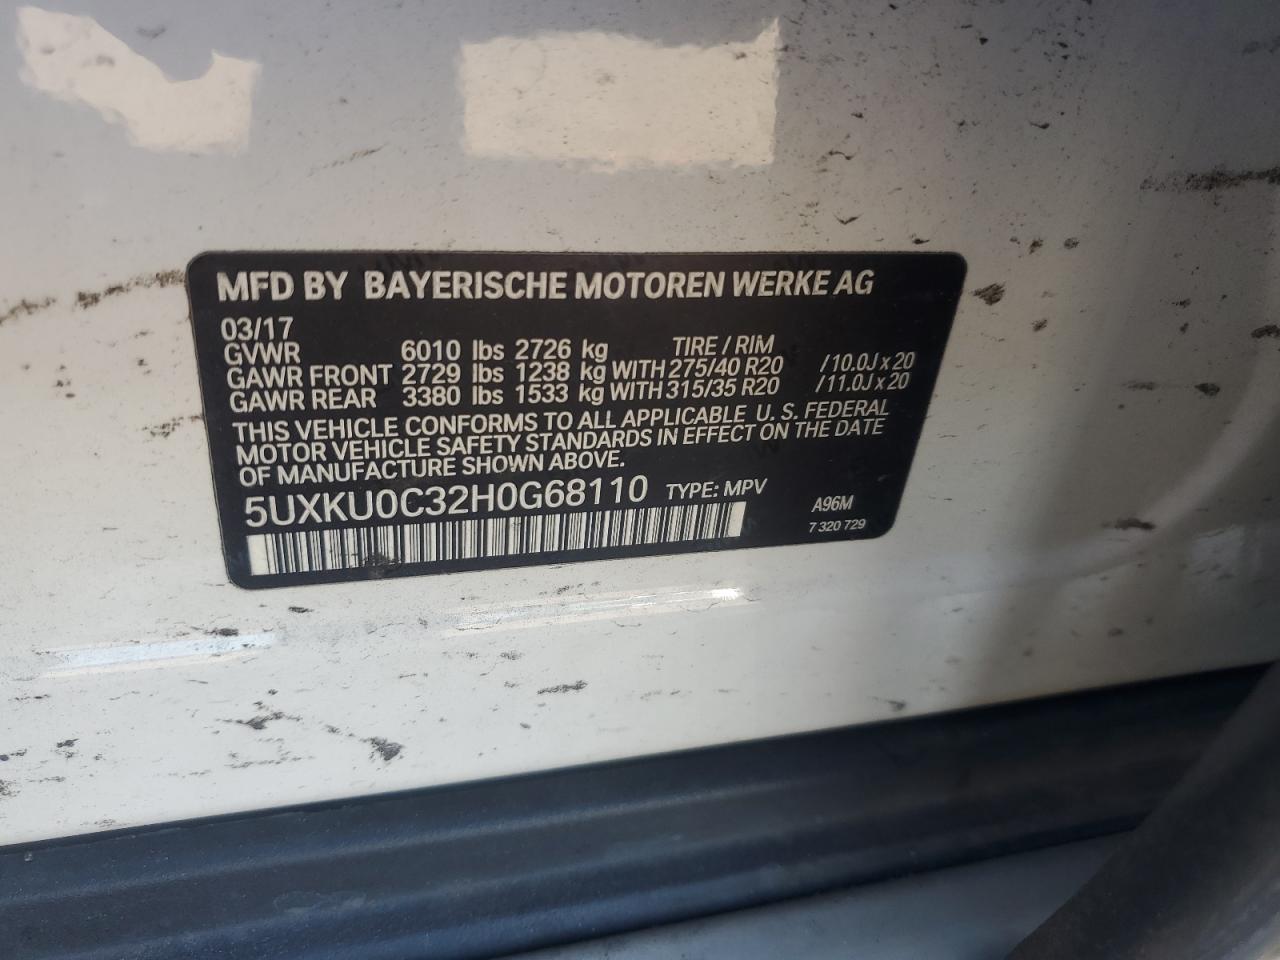 MFD BY BAYERISCHE MOTOREN WERKE AG
03/17
GVWR 6010 lbs 2726 kg TIRE / RIM
GAWR FRONT 2729 lbs 1238 kg WITH 275/40 R20 /10.0J x 20
GAWR REAR 3380 lbs 1533 kg WITH 315/35 R20 /11.0J x 20
THIS VEHICLE CONFORMS TO ALL APPLICABLE U. S. FEDERAL
MOTOR VEHICLE SAFETY STANDARDS IN EFFECT ON THE DATE
OF MANUFACTURE SHOWN ABOVE.
5UXKU0C32H0G68110 TYPE: MPV A96M
7 320 729